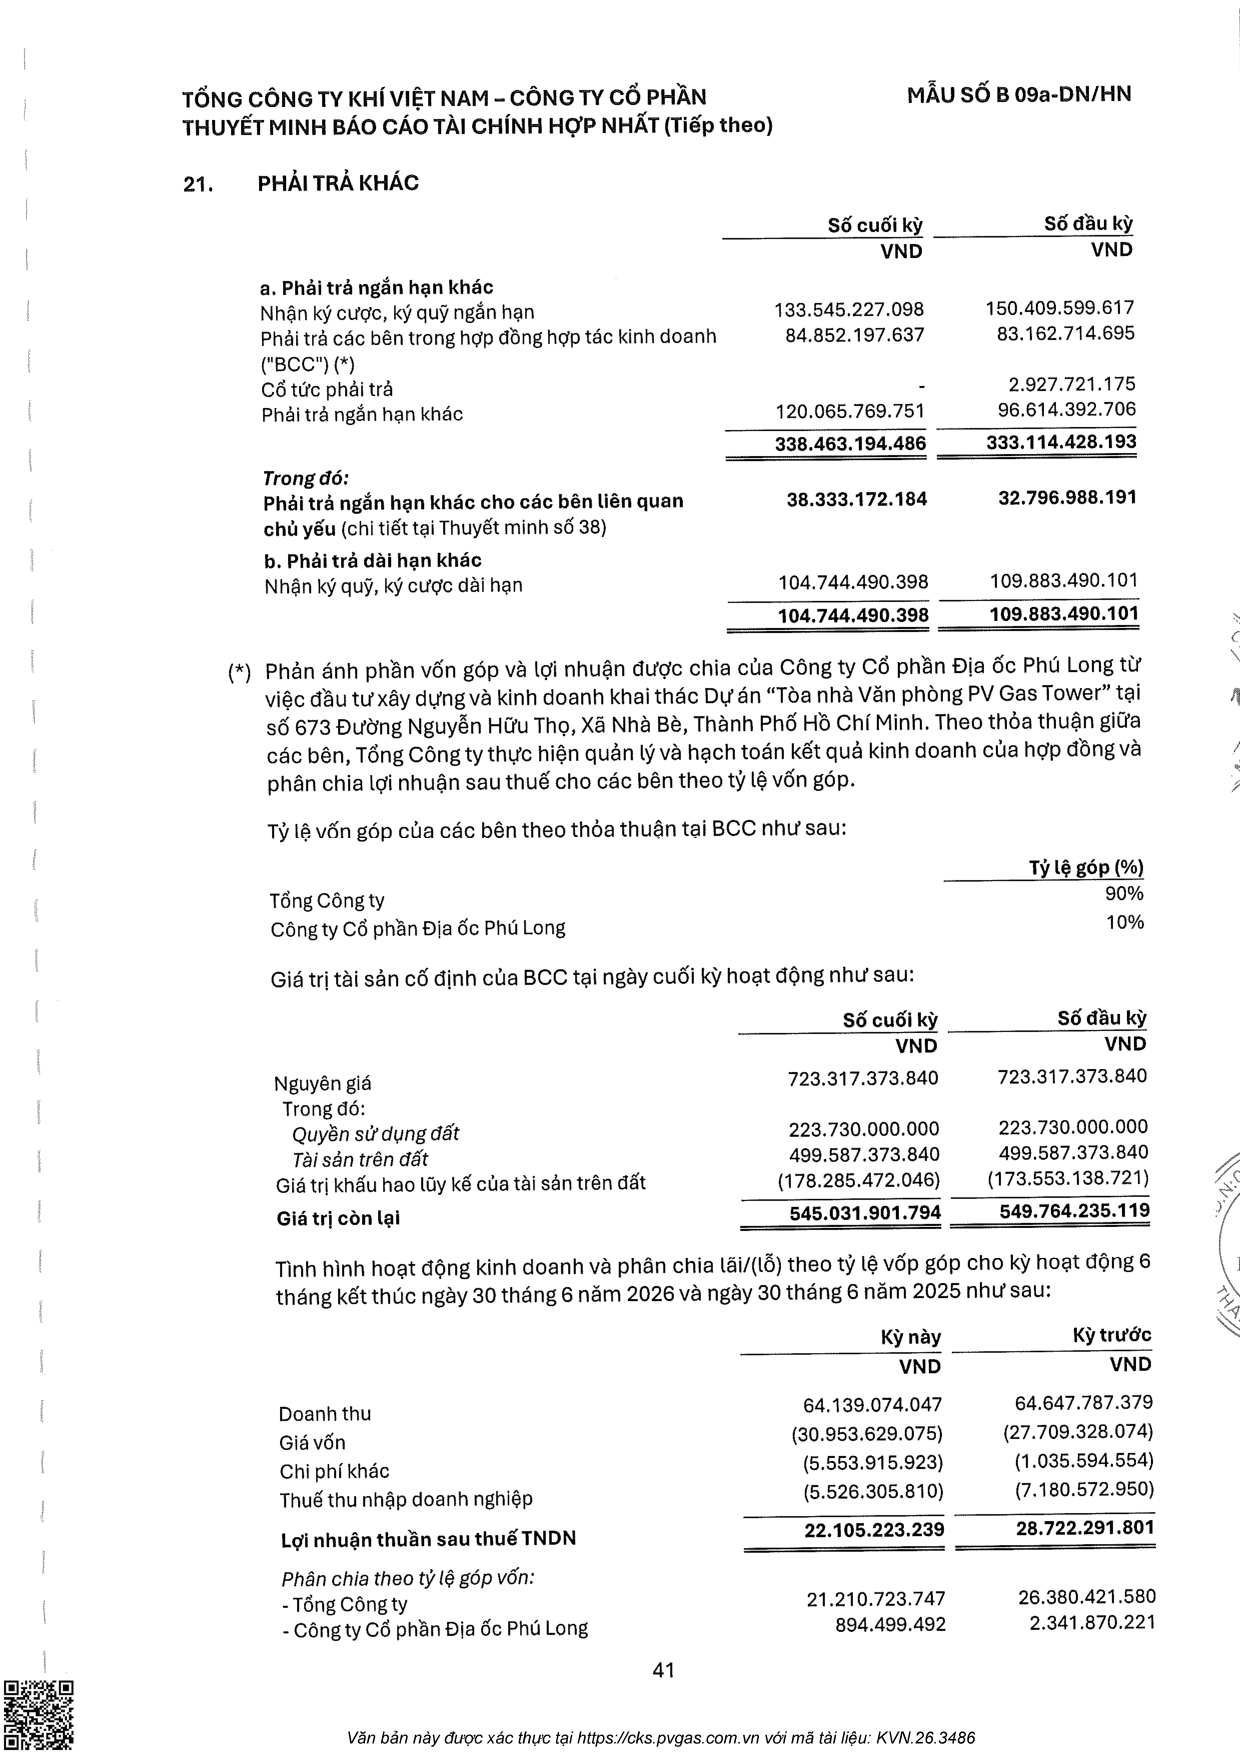 TỔNG CÔNG TY KHÍ VIỆT NAM – CÔNG TY CỔ PHẦN MẪU SỐ B 09a-DN/HN
THUYẾT MINH BÁO CÁO TÀI CHÍNH HỢP NHẤT (Tiếp theo)
21. PHẢI TRẢ KHÁC
Số cuối kỳ Số đầu kỳ
VND VND
a. Phải trả ngắn hạn khác
Nhận ký cược, ký quỹ ngắn hạn 133.545.227.098 150.409.599.617
Phải trả các bên trong hợp đồng hợp tác kinh doanh 84.852.197.637 83.162.714.695
("BCC") (*)
Cổ tức phải trả - 2.927.721.175
Phải trả ngắn hạn khác 120.065.769.751 96.614.392.706
338.463.194.486 333.114.428.193
Trong đó:
Phải trả ngắn hạn khác cho các bên liên quan 38.333.172.184 32.796.988.191
chủ yếu (chi tiết tại Thuyết minh số 38)
b. Phải trả dài hạn khác
Nhận ký quỹ, ký cược dài hạn 104.744.490.398 109.883.490.101
104.744.490.398 109.883.490.101
(*) Phản ánh phần vốn góp và lợi nhuận được chia của Công ty Cổ phần Địa ốc Phú Long từ
việc đầu tư xây dựng và kinh doanh khai thác Dự án “Tòa nhà Văn phòng PV Gas Tower” tại
số 673 Đường Nguyễn Hữu Thọ, Xã Nhà Bè, Thành Phố Hồ Chí Minh. Theo thỏa thuận giữa
các bên, Tổng Công ty thực hiện quản lý và hạch toán kết quả kinh doanh của hợp đồng và
phân chia lợi nhuận sau thuế cho các bên theo tỷ lệ vốn góp.
Tỷ lệ vốn góp của các bên theo thỏa thuận tại BCC như sau:
Tỷ lệ góp (%)
Tổng Công ty 90%
Công ty Cổ phần Địa ốc Phú Long 10%
Giá trị tài sản cố định của BCC tại ngày cuối kỳ hoạt động như sau:
Số cuối kỳ Số đầu kỳ
VND VND
Nguyên giá 723.317.373.840 723.317.373.840
Trong đó:
Quyền sử dụng đất 223.730.000.000 223.730.000.000
Tài sản trên đất 499.587.373.840 499.587.373.840
Giá trị khấu hao lũy kế của tài sản trên đất (178.285.472.046) (173.553.138.721)
Giá trị còn lại 545.031.901.794 549.764.235.119
Tình hình hoạt động kinh doanh và phân chia lãi/(lỗ) theo tỷ lệ vốp góp cho kỳ hoạt động 6
tháng kết thúc ngày 30 tháng 6 năm 2026 và ngày 30 tháng 6 năm 2025 như sau:
Kỳ này Kỳ trước
VND VND
Doanh thu 64.139.074.047 64.647.787.379
Giá vốn (30.953.629.075) (27.709.328.074)
Chi phí khác (5.553.915.923) (1.035.594.554)
Thuế thu nhập doanh nghiệp (5.526.305.810) (7.180.572.950)
Lợi nhuận thuần sau thuế TNDN 22.105.223.239 28.722.291.801
Phân chia theo tỷ lệ góp vốn:
- Tổng Công ty 21.210.723.747 26.380.421.580
- Công ty Cổ phần Địa ốc Phú Long 894.499.492 2.341.870.221
41
Văn bản này được xác thực tại https://cks.pvgas.com.vn với mã tài liệu: KVN.26.3486